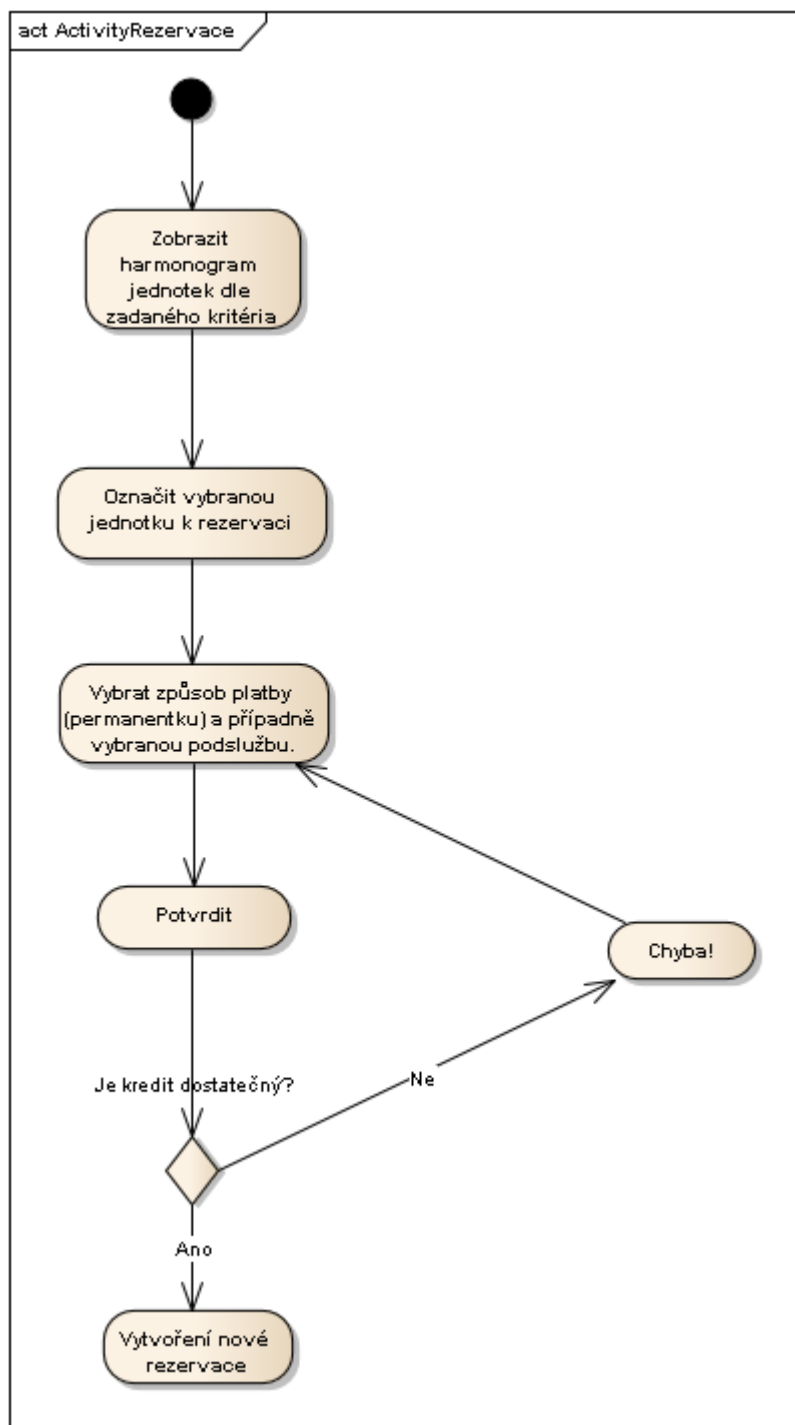 act ActivityRezervace
Zobrazit
harmonogram
jednotek dle
zadaného kritéria
Označit vybranou
jednotku k rezervaci
Vybrat způsob platby
(permanentku) a případně
vybranou podslužbu.
Potvrdit
Chyba!
Je kredit dostatečný?
Ne
Ano
Vytvoření nové
rezervace